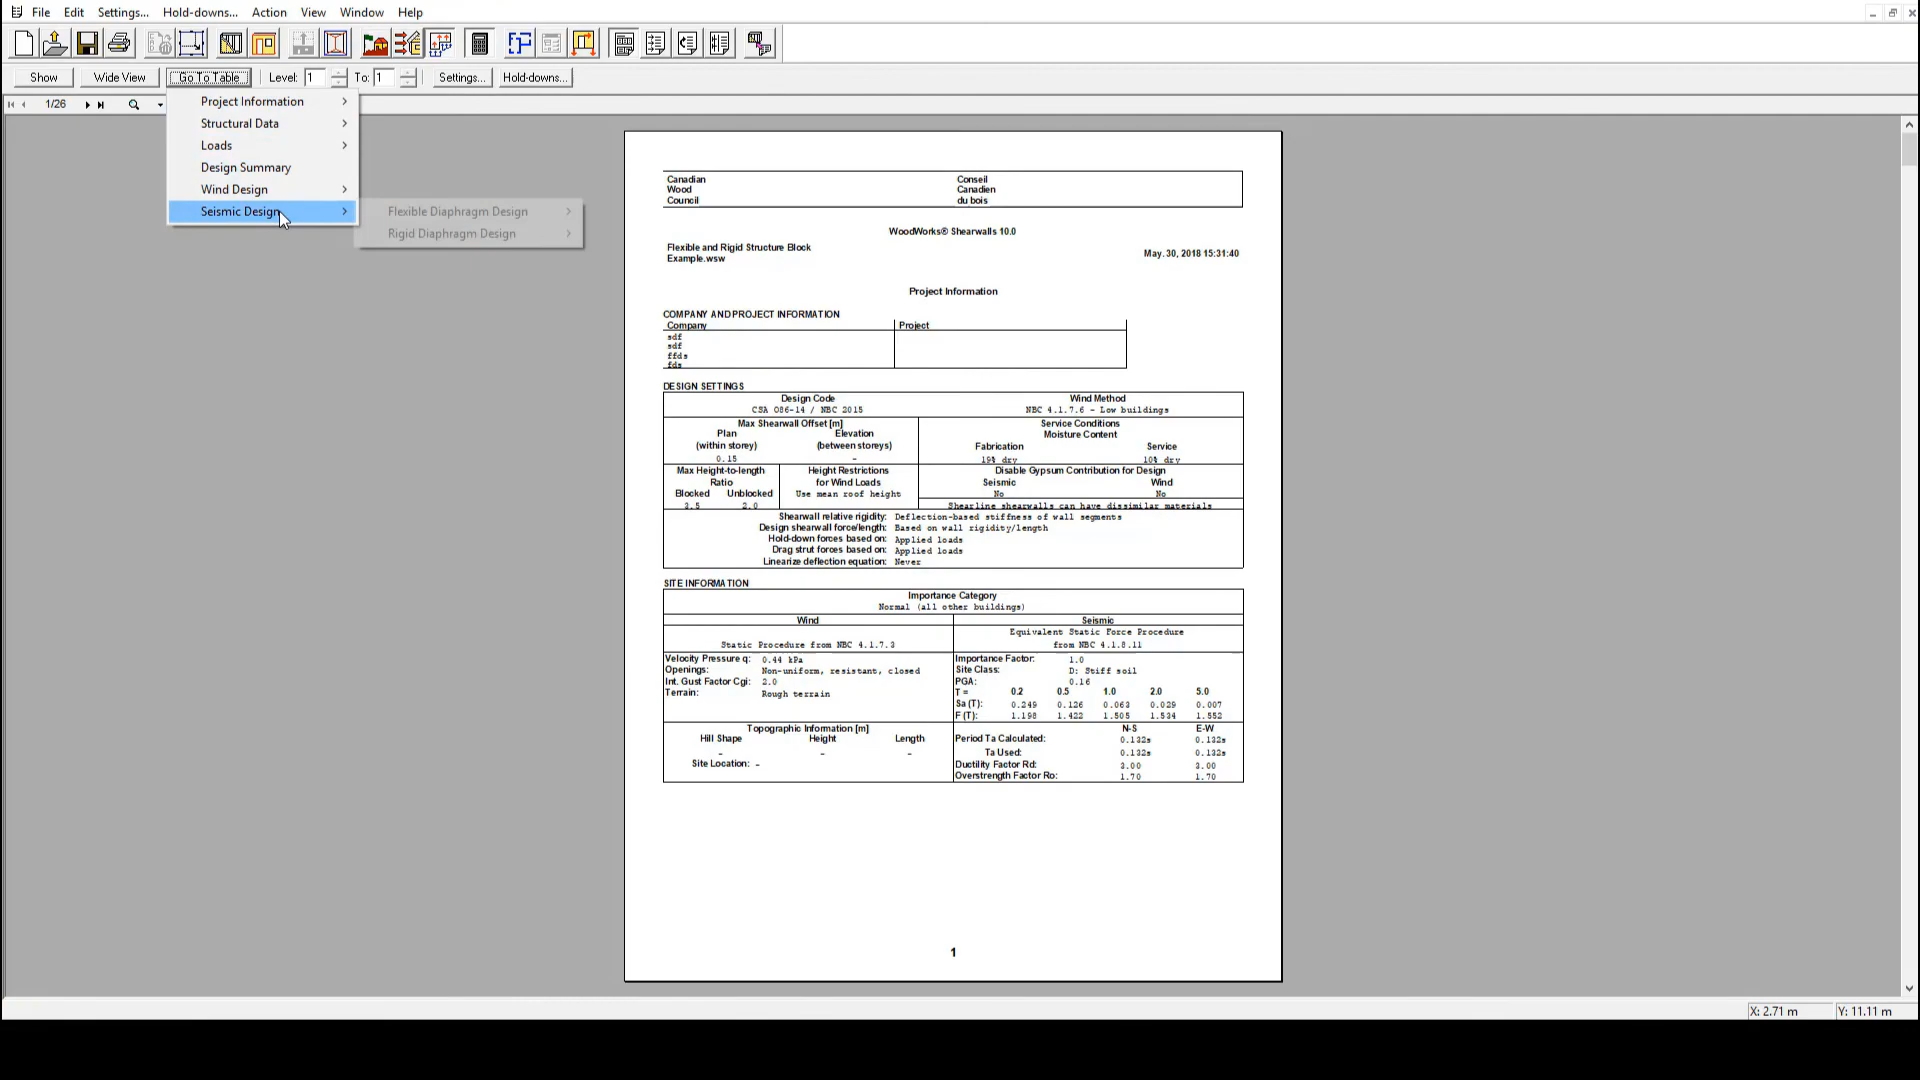 File Edit Settings... Hold-downs... Action View Window Help
Show Wide View Go To Table Level: 1 To: 1 Settings... Hold-downs...
1/26
Project Information
Structural Data
Loads
Design Summary
Wind Design
Seismic Design
Flexible Diaphragm Design
Rigid Diaphragm Design
Canadian Conseil
Wood Canadien
Council du bois
WoodWorks® Shearwalls 10.0
Flexible and Rigid Structure Block
Example.wsw
May. 30, 2018 15:31:40
Project Information
COMPANY AND PROJECT INFORMATION
Company Project
sdf
sdf
ffds
fds
DESIGN SETTINGS
Design Code Wind Method
CSA O86-14 / NBC 2015 NBC 4.1.7.6 - Low buildings
Max Shearwall Offset [m] Service Conditions
Plan Elevation Moisture Content
(within storey) (between storeys) Fabrication Service
0.15 - 19% dry 10% dry
Max Height-to-length Height Restrictions Disable Gypsum Contribution for Design
Ratio for Wind Loads Seismic Wind
Blocked Unblocked Use mean roof height No No
3.5 2.0 Shearline shearwalls can have dissimilar materials
Shearwall relative rigidity: Deflection-based stiffness of wall segments
Design shearwall force/length: Based on wall rigidity/length
Hold-down forces based on: Applied loads
Drag strut forces based on: Applied loads
Linearize deflection equation: Never
SITE INFORMATION
Importance Category
Normal (all other buildings)
Wind Seismic
Equivalent Static Force Procedure
Static Procedure from NBC 4.1.7.3 from NBC 4.1.8.11
Velocity Pressure q: 0.44 kPa Importance Factor: 1.0
Openings: Non-uniform, resistant, closed Site Class: D: Stiff soil
Int. Gust Factor Cgi: 2.0 PGA: 0.16
Terrain: Rough terrain T = 0.2 0.5 1.0 2.0 5.0
Sa (T): 0.249 0.126 0.063 0.029 0.007
F (T): 1.198 1.422 1.505 1.534 1.552
Topographic Information [m] N-S E-W
Hill Shape Height Length Period Ta Calculated: 0.132s 0.132s
- - - Ta Used: 0.132s 0.132s
Site Location: - Ductility Factor Rd: 3.00 3.00
Overstrength Factor Ro: 1.70 1.70
1
X: 2.71 m Y: 11.11 m